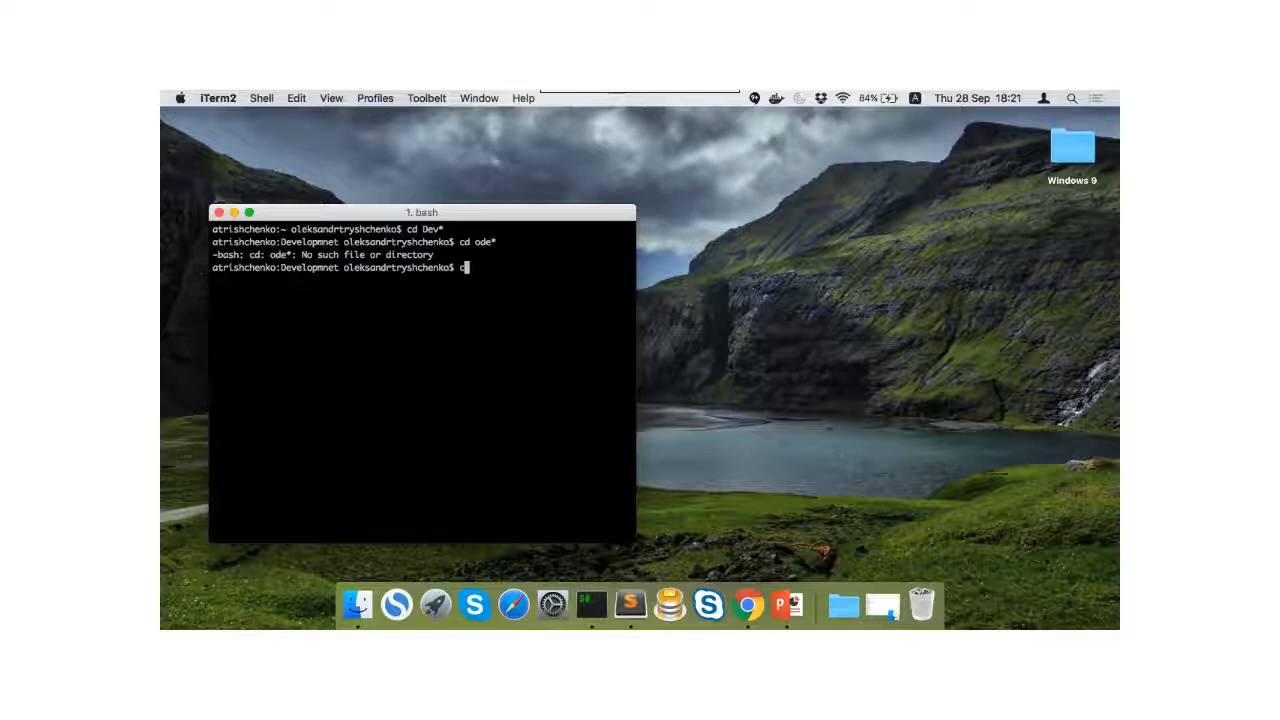 iTerm2 Shell Edit View Profiles Toolbelt Window Help 84% A Thu 28 Sep 18:21
Windows 9
1. bash
atrishchenko:~ oleksandrtryshchenko$ cd Dev*
atrishchenko:Developmnet oleksandrtryshchenko$ cd ode*
-bash: cd: ode*: No such file or directory
atrishchenko:Developmnet oleksandrtryshchenko$ c
$
S
S
S
P